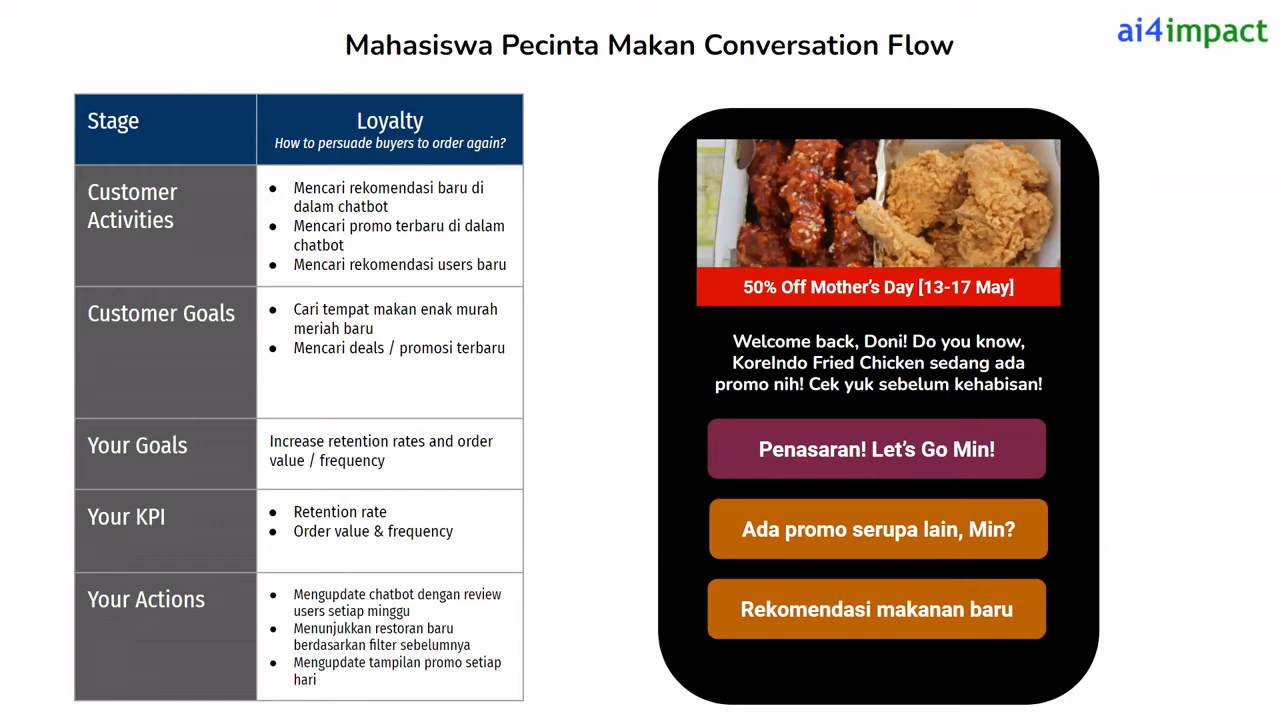 ai4impact
Mahasiswa Pecinta Makan Conversation Flow
Stage
Loyalty
How to persuade buyers to order again?
Customer
Activities
● Mencari rekomendasi baru di
dalam chatbot
● Mencari promo terbaru di dalam
chatbot
● Mencari rekomendasi users baru
Customer Goals
● Cari tempat makan enak murah
meriah baru
● Mencari deals / promosi terbaru
Your Goals
Increase retention rates and order
value / frequency
Your KPI
● Retention rate
● Order value & frequency
Your Actions
● Mengupdate chatbot dengan review
users setiap minggu
● Menunjukkan restoran baru
berdasarkan filter sebelumnya
● Mengupdate tampilan promo setiap
hari
50% Off Mother's Day [13-17 May]
Welcome back, Doni! Do you know,
KoreIndo Fried Chicken sedang ada
promo nih! Cek yuk sebelum kehabisan!
Penasaran! Let's Go Min!
Ada promo serupa lain, Min?
Rekomendasi makanan baru